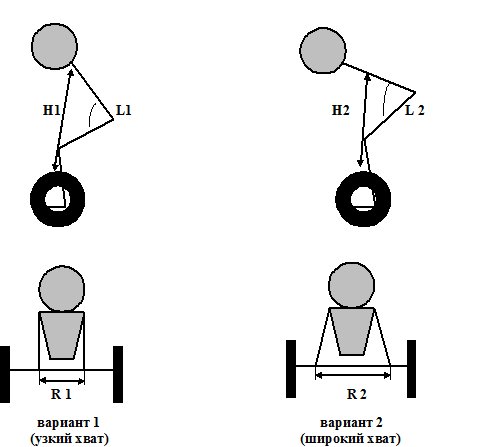 H1
L1
H2
L 2
R 1
R 2
вариант 1
(узкий хват)
вариант 2
(широкий хват)